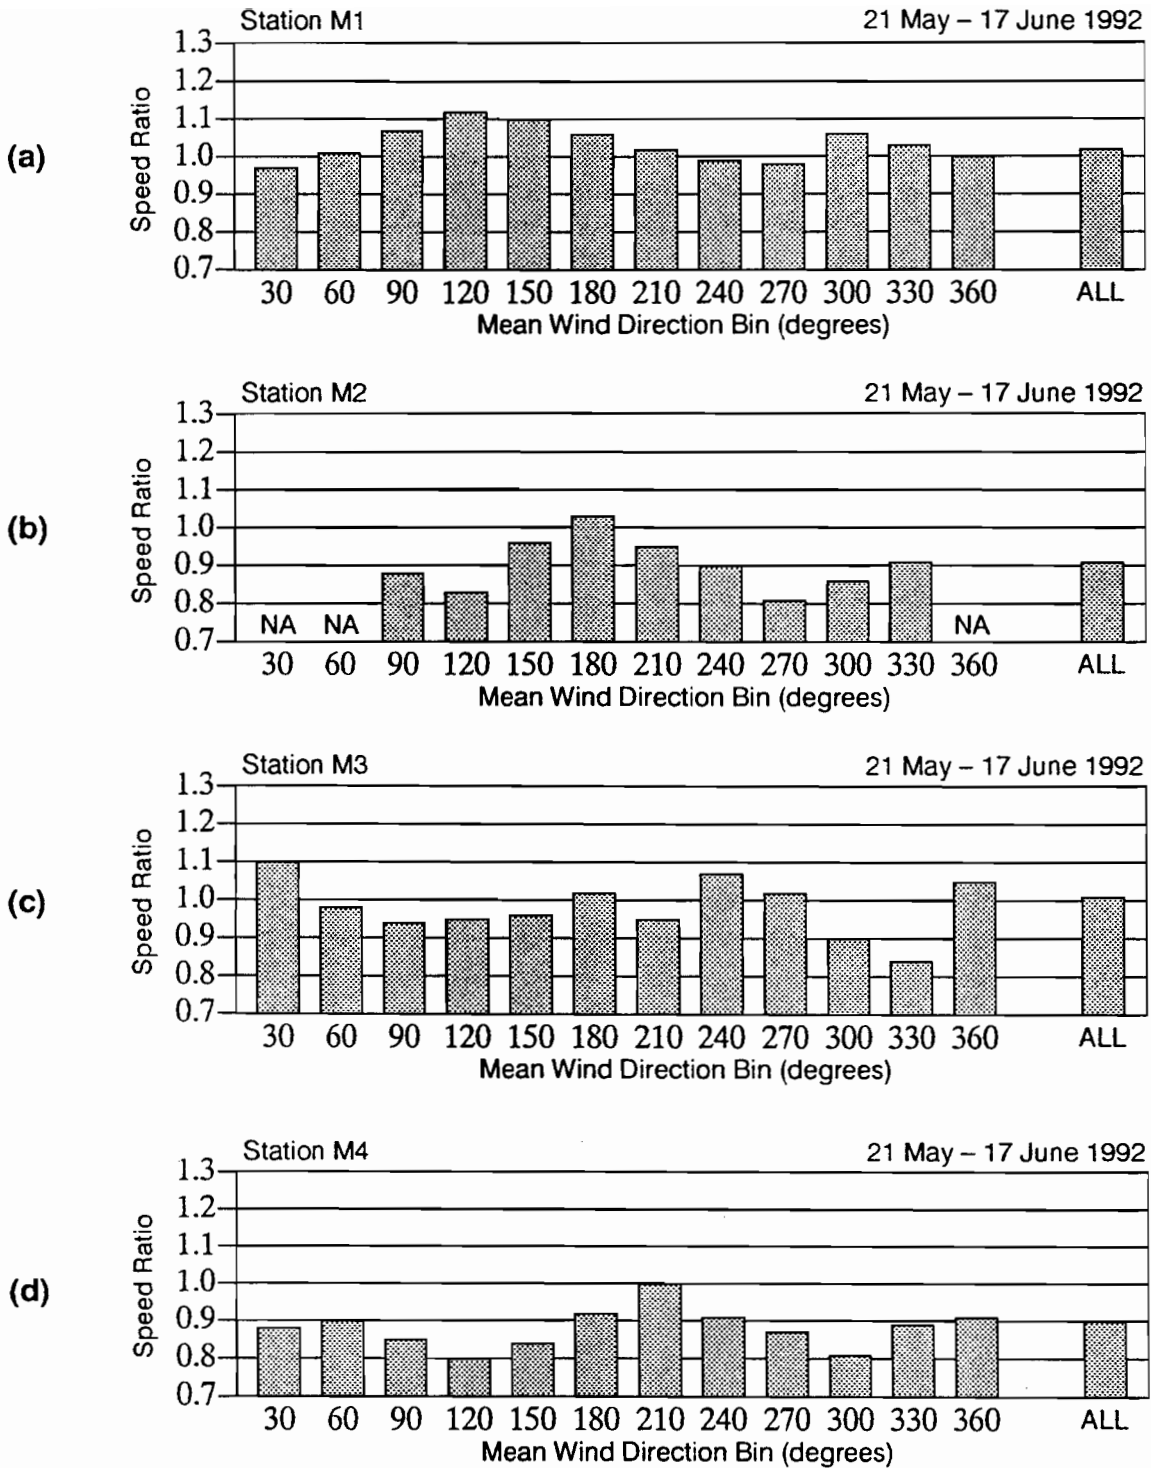 Station M1 21 May – 17 June 1992
(a)
Speed Ratio
1.3
1.2
1.1
1.0
0.9
0.8
0.7
30 60 90 120 150 180 210 240 270 300 330 360 ALL
Mean Wind Direction Bin (degrees)
Station M2 21 May – 17 June 1992
(b)
Speed Ratio
1.3
1.2
1.1
1.0
0.9
0.8
0.7
NA NA NA
30 60 90 120 150 180 210 240 270 300 330 360 ALL
Mean Wind Direction Bin (degrees)
Station M3 21 May – 17 June 1992
(c)
Speed Ratio
1.3
1.2
1.1
1.0
0.9
0.8
0.7
30 60 90 120 150 180 210 240 270 300 330 360 ALL
Mean Wind Direction Bin (degrees)
Station M4 21 May – 17 June 1992
(d)
Speed Ratio
1.3
1.2
1.1
1.0
0.9
0.8
0.7
30 60 90 120 150 180 210 240 270 300 330 360 ALL
Mean Wind Direction Bin (degrees)